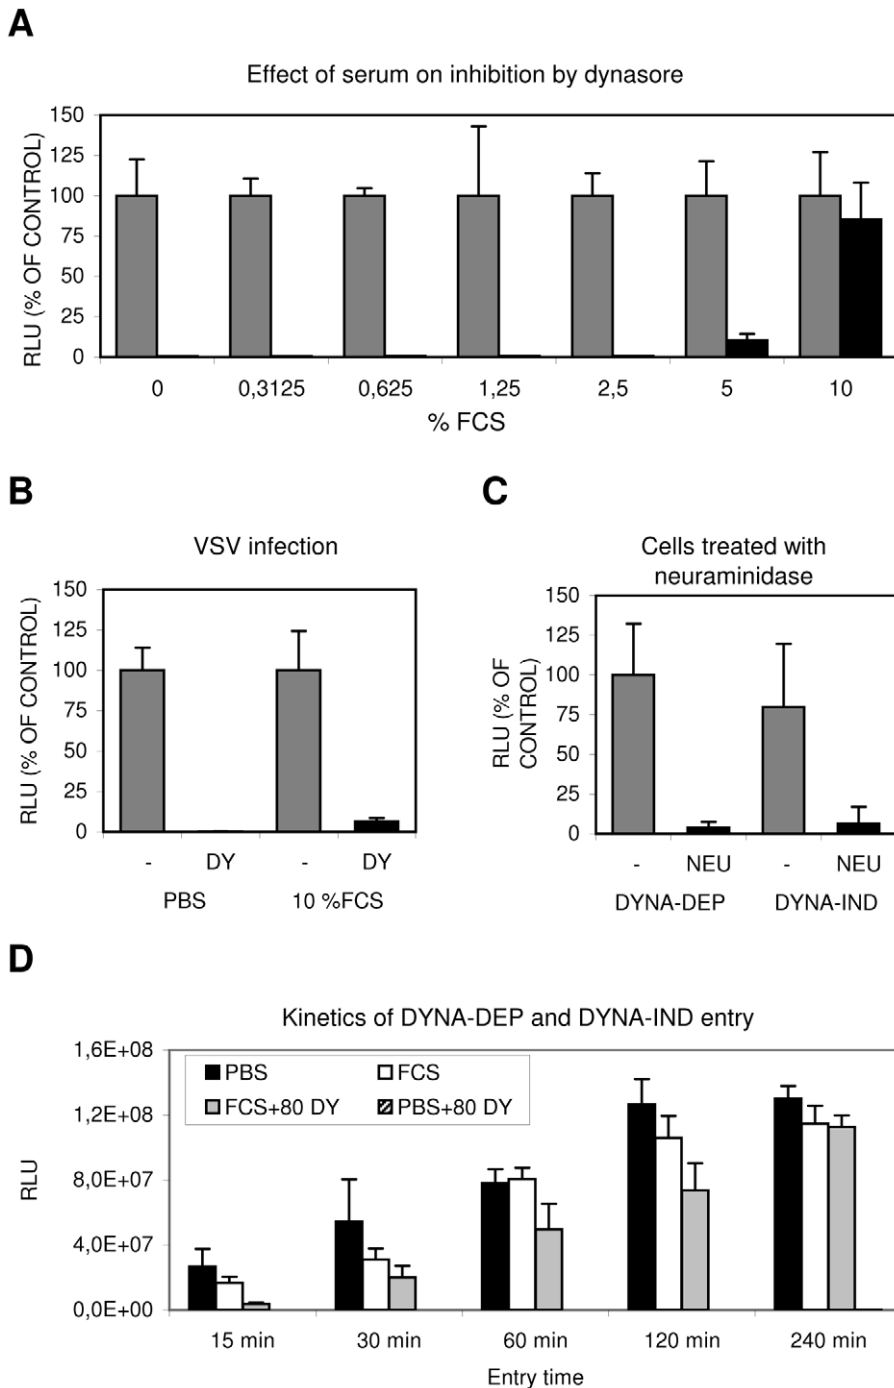 A
Effect of serum on inhibition by dynasore
RLU (% OF CONTROL)
150
125
100
75
50
25
0
0 0,3125 0,625 1,25 2,5 5 10
% FCS
B
VSV infection
RLU (% OF CONTROL)
150
125
100
75
50
25
0
- DY - DY
PBS 10 %FCS
C
Cells treated with
neuraminidase
RLU (% OF
CONTROL)
150
125
100
75
50
25
0
- NEU - NEU
DYNA-DEP DYNA-IND
D
Kinetics of DYNA-DEP and DYNA-IND entry
RLU
1,6E+08
1,2E+08
8,0E+07
4,0E+07
0,0E+00
PBS FCS
FCS+80 DY PBS+80 DY
15 min 30 min 60 min 120 min 240 min
Entry time